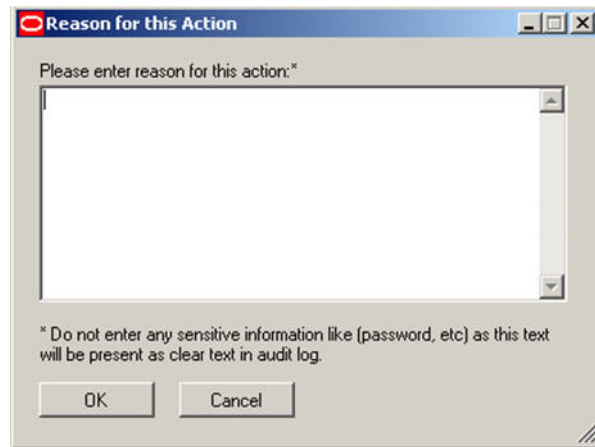 Reason for this Action
Please enter reason for this action:*
* Do not enter any sensitive information like (password, etc) as this text
will be present as clear text in audit log.
OK
Cancel